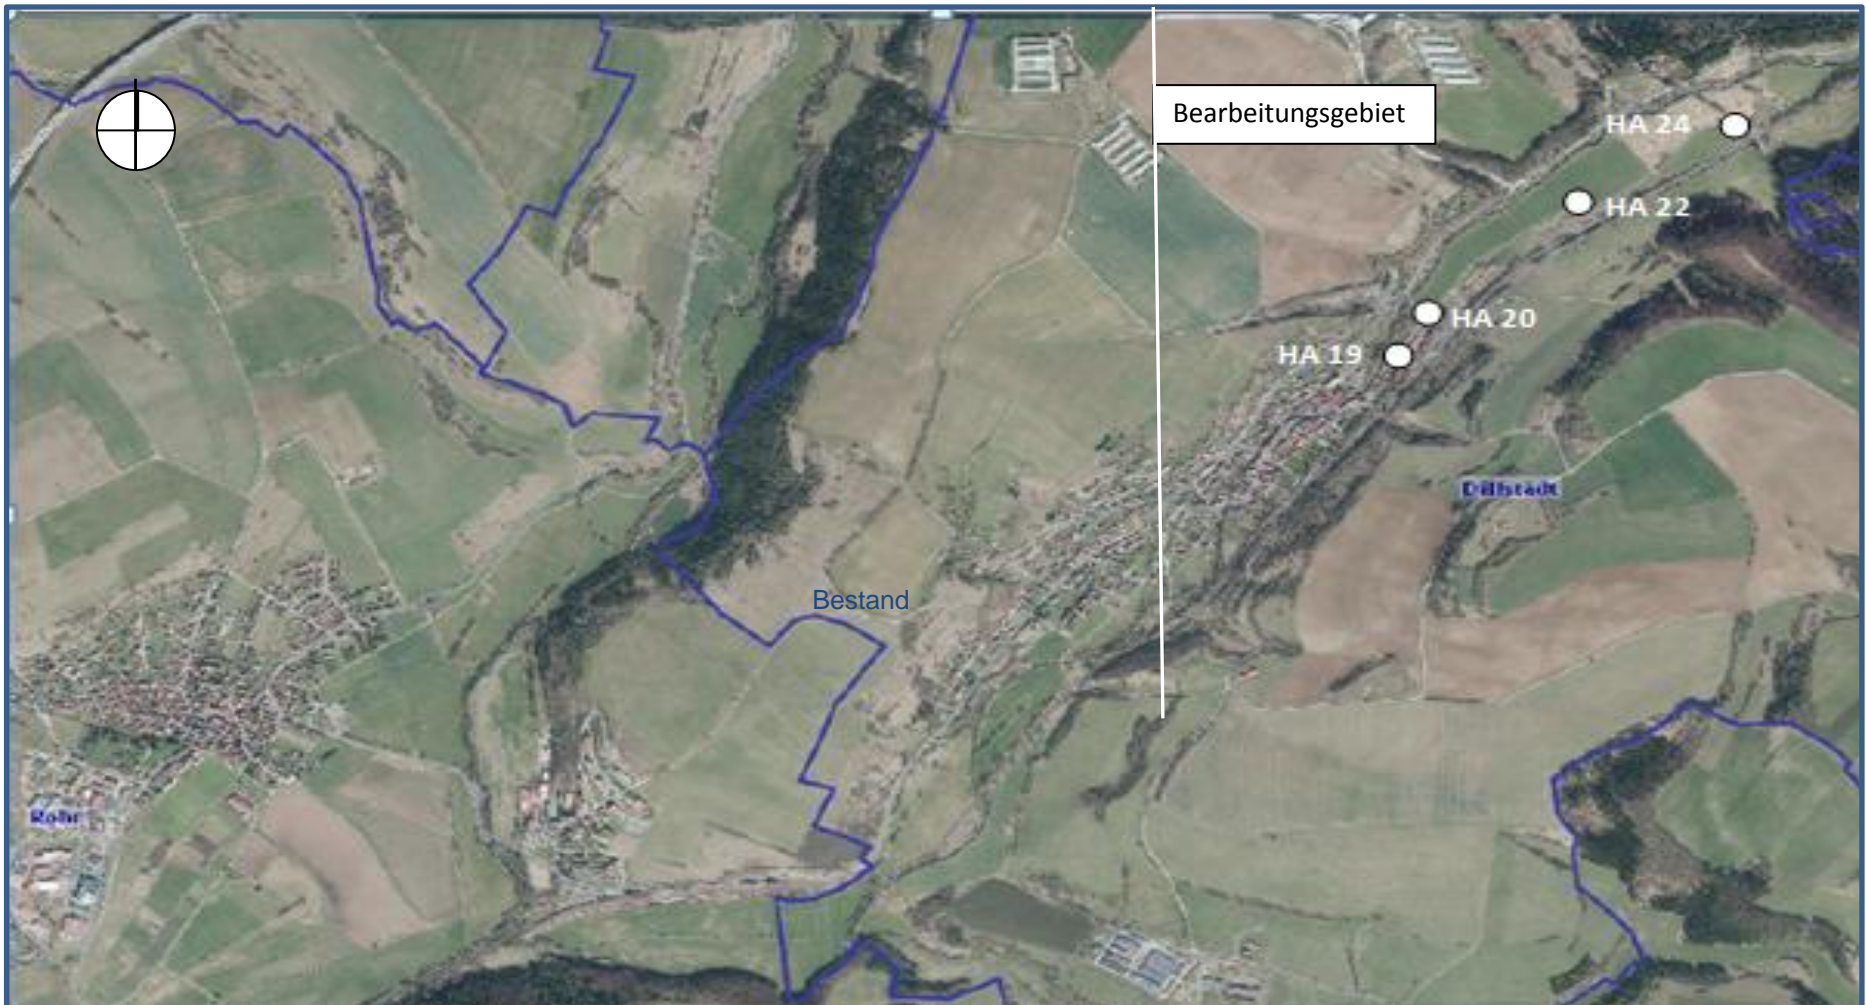 Bearbeitungsgebiet
HA 24
HA 22
HA 20
HA 19
Dillstädt
Bestand
Rohr